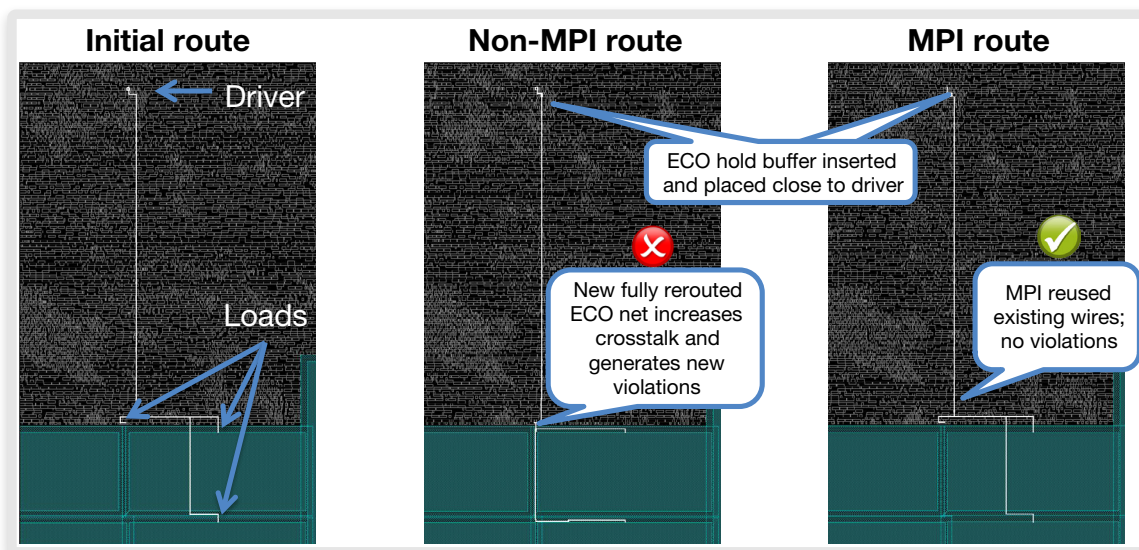 Initial route
Non-MPI route
MPI route
Driver
ECO hold buffer inserted
and placed close to driver
Loads
New fully rerouted
ECO net increases
crosstalk and
generates new
violations
MPI reused
existing wires;
no violations